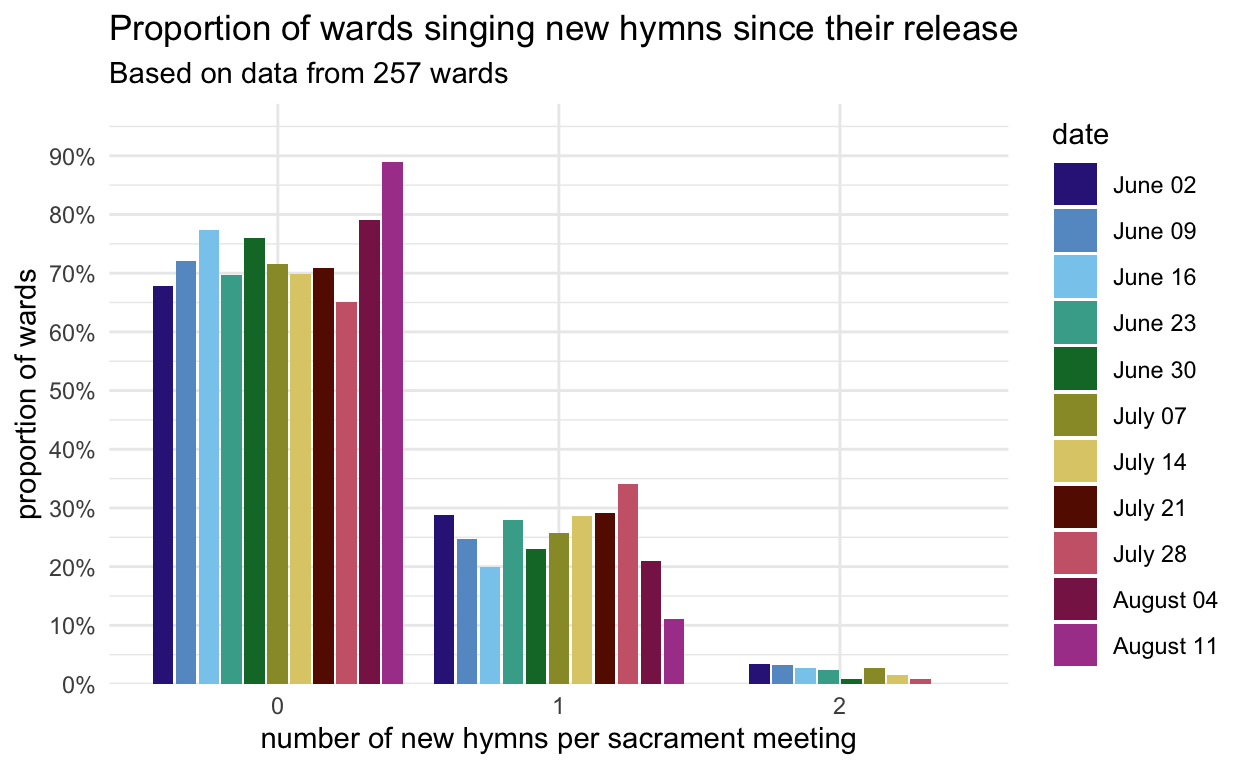 Proportion of wards singing new hymns since their release
Based on data from 257 wards
proportion of wards
90%
80%
70%
60%
50%
40%
30%
20%
10%
0%
0
1
2
number of new hymns per sacrament meeting
date
June 02
June 09
June 16
June 23
June 30
July 07
July 14
July 21
July 28
August 04
August 11